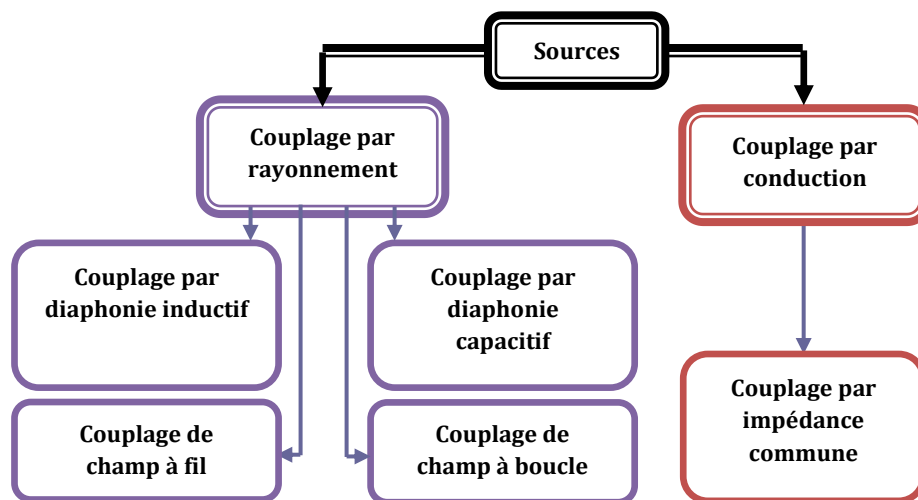 Sources
Couplage par
rayonnement
Couplage par
conduction
Couplage par
diaphonie inductif
Couplage par
diaphonie
capacitif
Couplage de
champ à fil
Couplage de
champ à boucle
Couplage par
impédance
commune